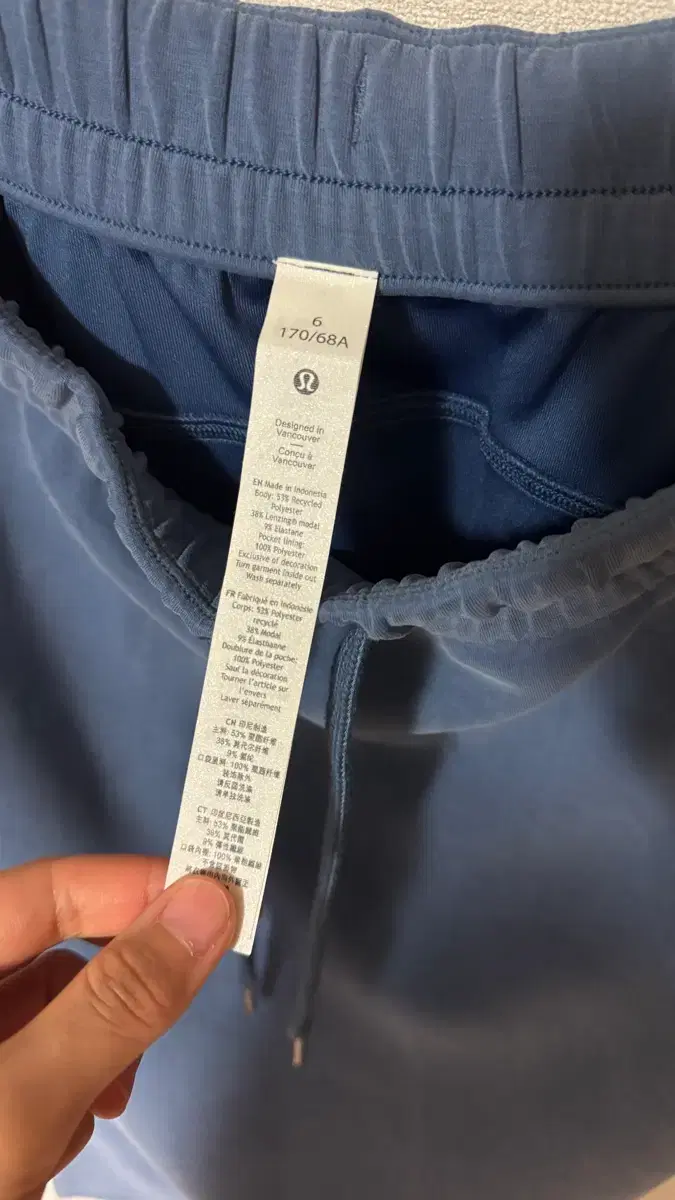 6
170/68A
Designed in
Vancouver
Conçu à
Vancouver
EN Made in Indonesia
Body: 53% Recycled
Polyester
38% Lenzing® modal
9% Elastane
Pocket lining:
100% Polyester
Exclusive of decoration
Turn garment inside out
Wash separately
FR Fabriqué en Indonésie
Corps: 53% Polyester
recyclé
38% Modal
9% Élasthanne
Doublure de la poche:
100% Polyester
Sauf la décoration
Tourner l'article sur
l'envers
Laver séparément
CN 印尼制造
主料: 53% 聚酯纤维
38% 莫代尔纤维
9% 氨纶
口袋里料: 100% 聚酯纤维
装饰除外
请反面洗涤
请单独洗涤
CT 印度尼西亞製造
主料: 53% 聚酯纖維
38% 莫代爾
9% 彈性纖維
口袋內裡: 100% 聚酯纖維